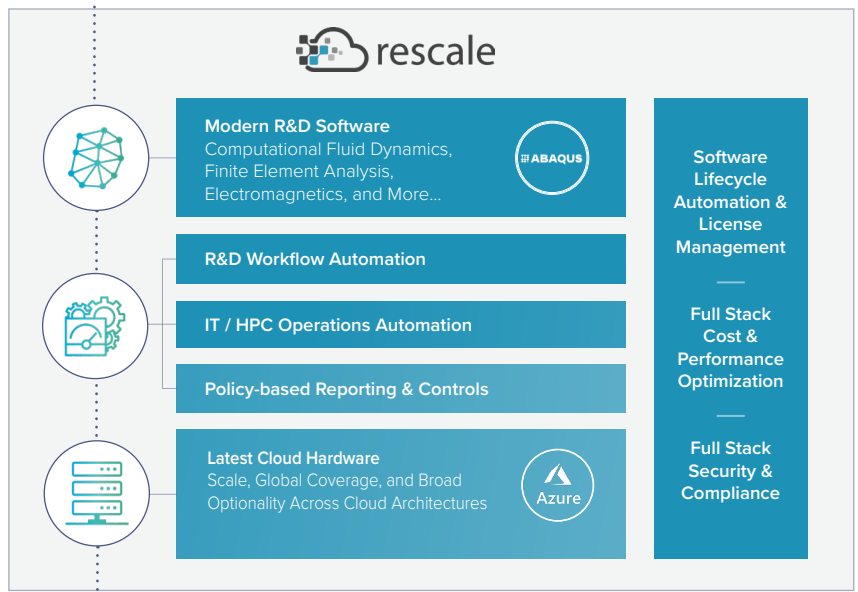 rescale
Modern R&D Software
Computational Fluid Dynamics,
Finite Element Analysis,
Electromagnetics, and More...
ABAQUS
R&D Workflow Automation
IT / HPC Operations Automation
Policy-based Reporting & Controls
Latest Cloud Hardware
Scale, Global Coverage, and Broad
Optionality Across Cloud Architectures
Azure
Software
Lifecycle
Automation &
License
Management
Full Stack
Cost &
Performance
Optimization
Full Stack
Security &
Compliance